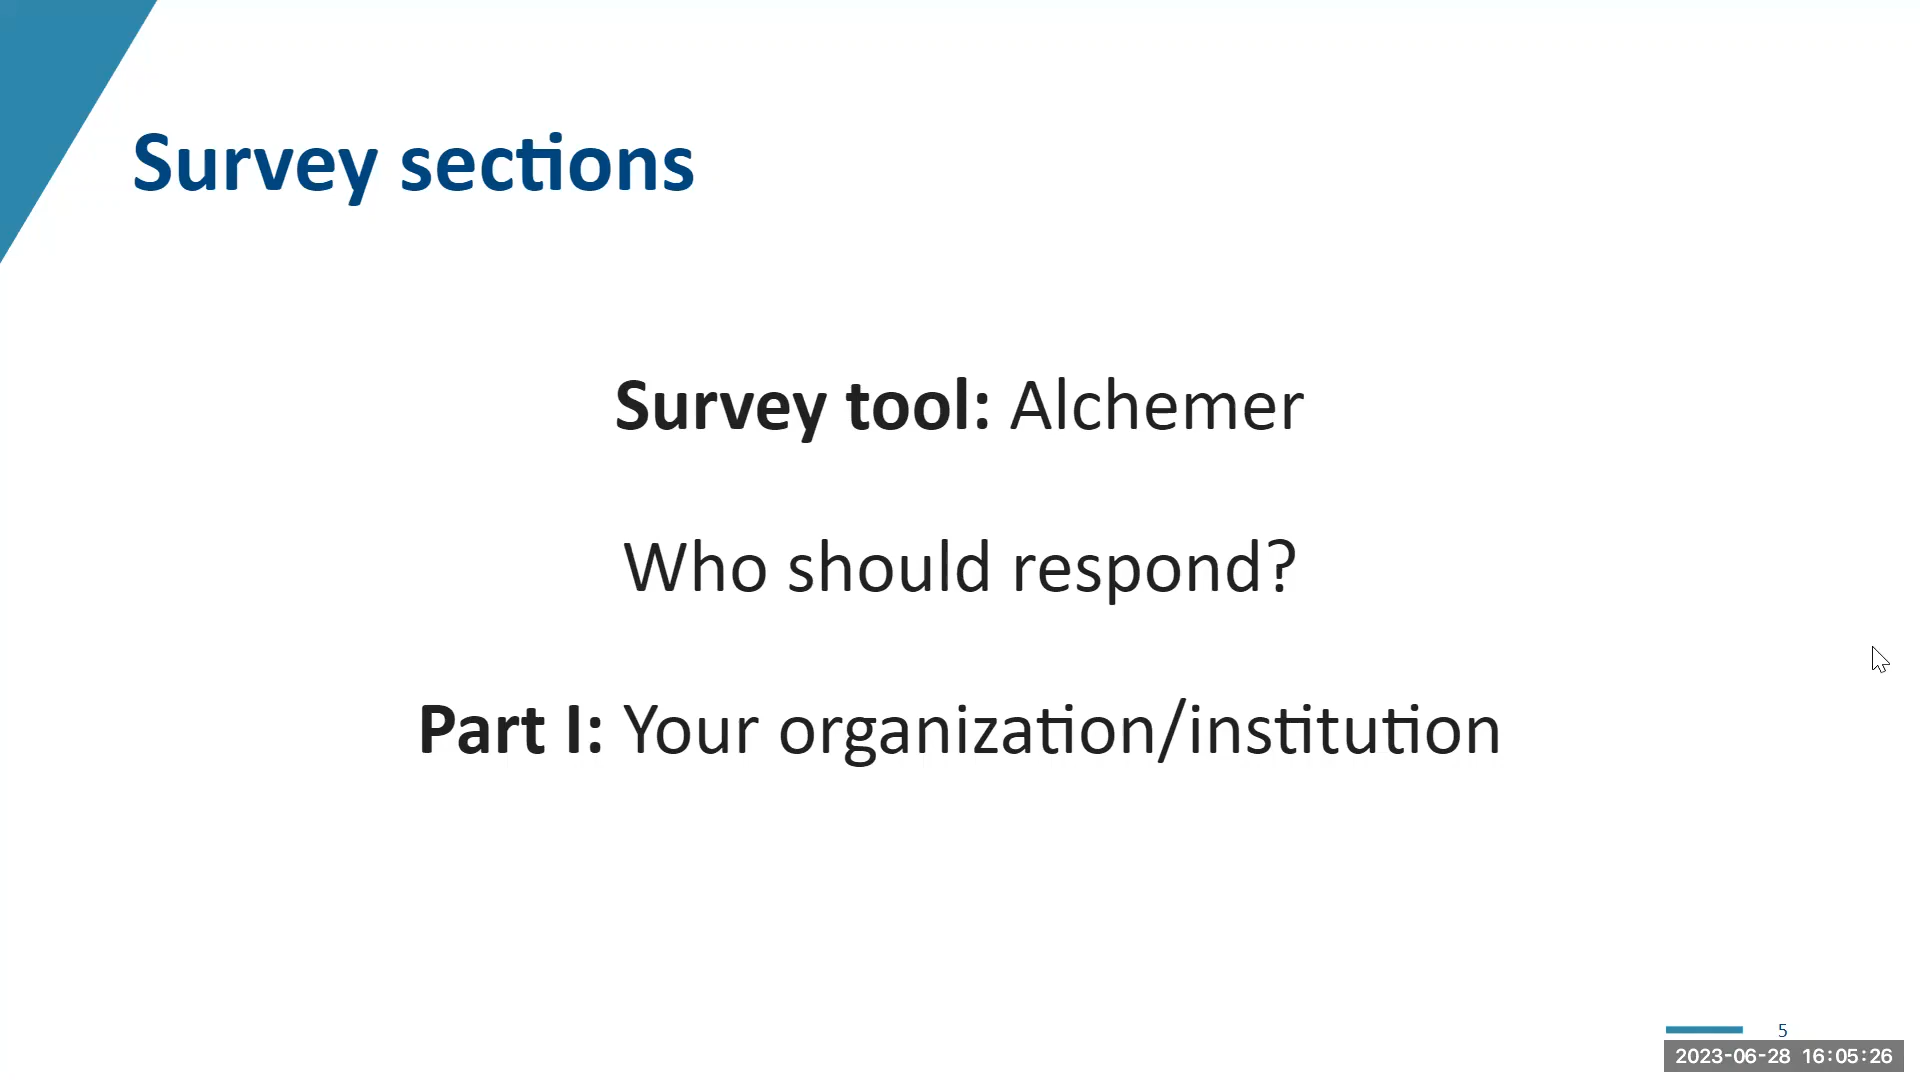 Survey sections
Survey tool: Alchemer
Who should respond?
Part I: Your organization/institution
5
2023-06-28 16:05:26